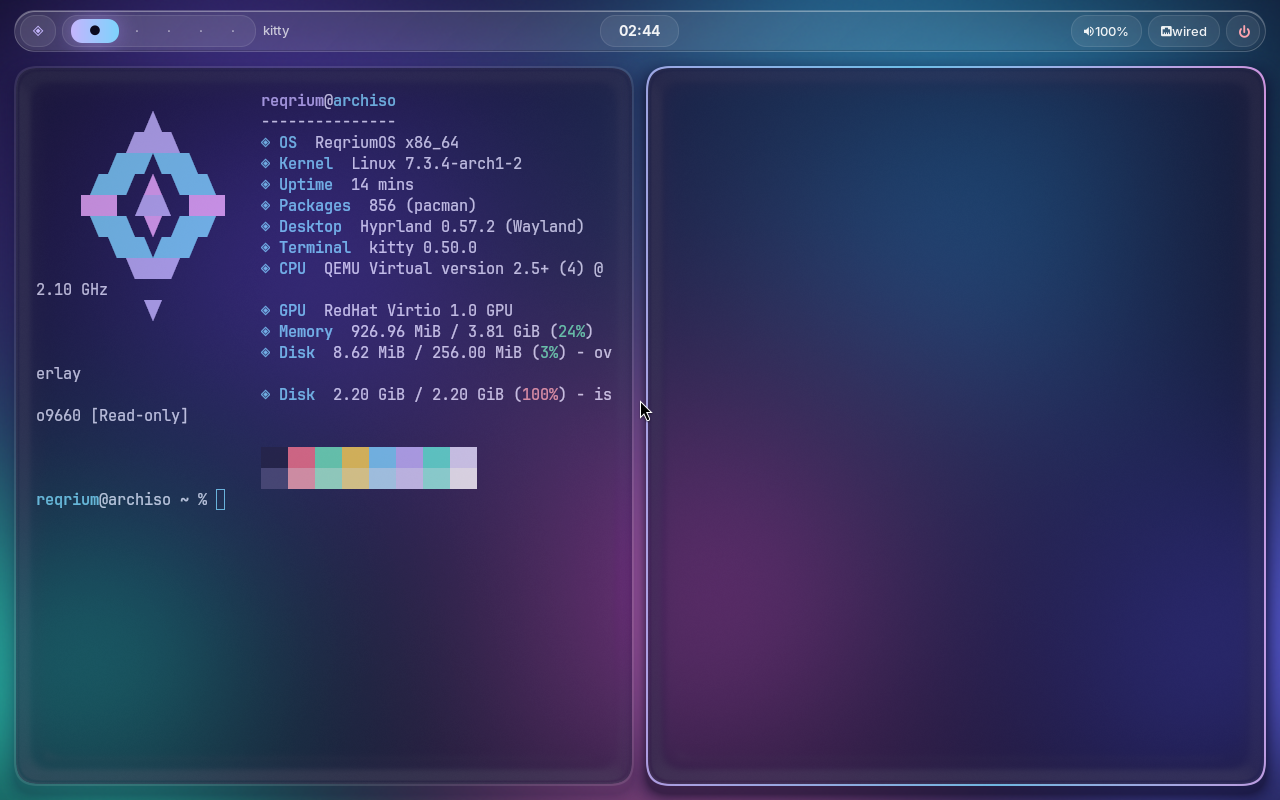 kitty
02:44
100%
wired
reqrium@archiso
---------------
OS  ReqriumOS x86_64
Kernel  Linux 7.3.4-arch1-2
Uptime  14 mins
Packages  856 (pacman)
Desktop  Hyprland 0.57.2 (Wayland)
Terminal  kitty 0.50.0
CPU  QEMU Virtual version 2.5+ (4) @
2.10 GHz
GPU  RedHat Virtio 1.0 GPU
Memory  926.96 MiB / 3.81 GiB (24%)
Disk  8.62 MiB / 256.00 MiB (3%) - ov
erlay
Disk  2.20 GiB / 2.20 GiB (100%) - is
o9660 [Read-only]
reqrium@archiso ~ %